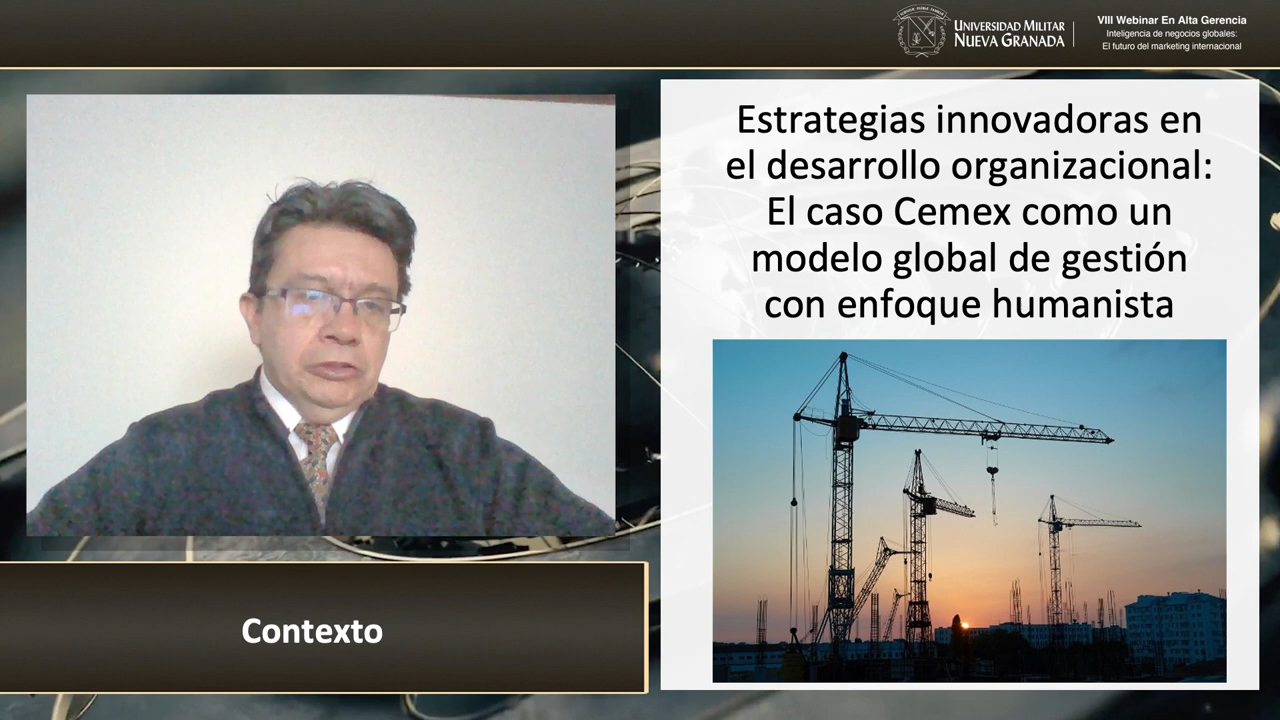 UNIVERSIDAD MILITAR
NUEVA GRANADA
VIII Webinar En Alta Gerencia
Inteligencia de negocios globales:
El futuro del marketing internacional
Estrategias innovadoras en
el desarrollo organizacional:
El caso Cemex como un
modelo global de gestión
con enfoque humanista
Contexto